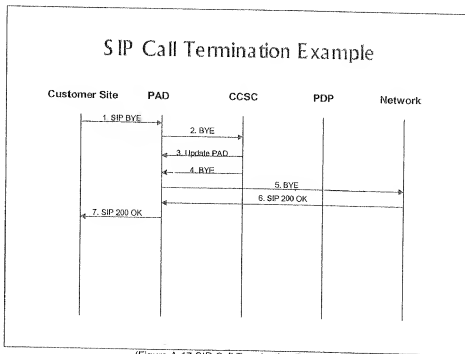 SIP Call Termination Example
Customer Site PAD CCSC PDP Network
1. SIP BYE
2. BYE
3. Update PAD
4. BYE
5. BYE
6. SIP 200 OK
7. SIP 200 OK